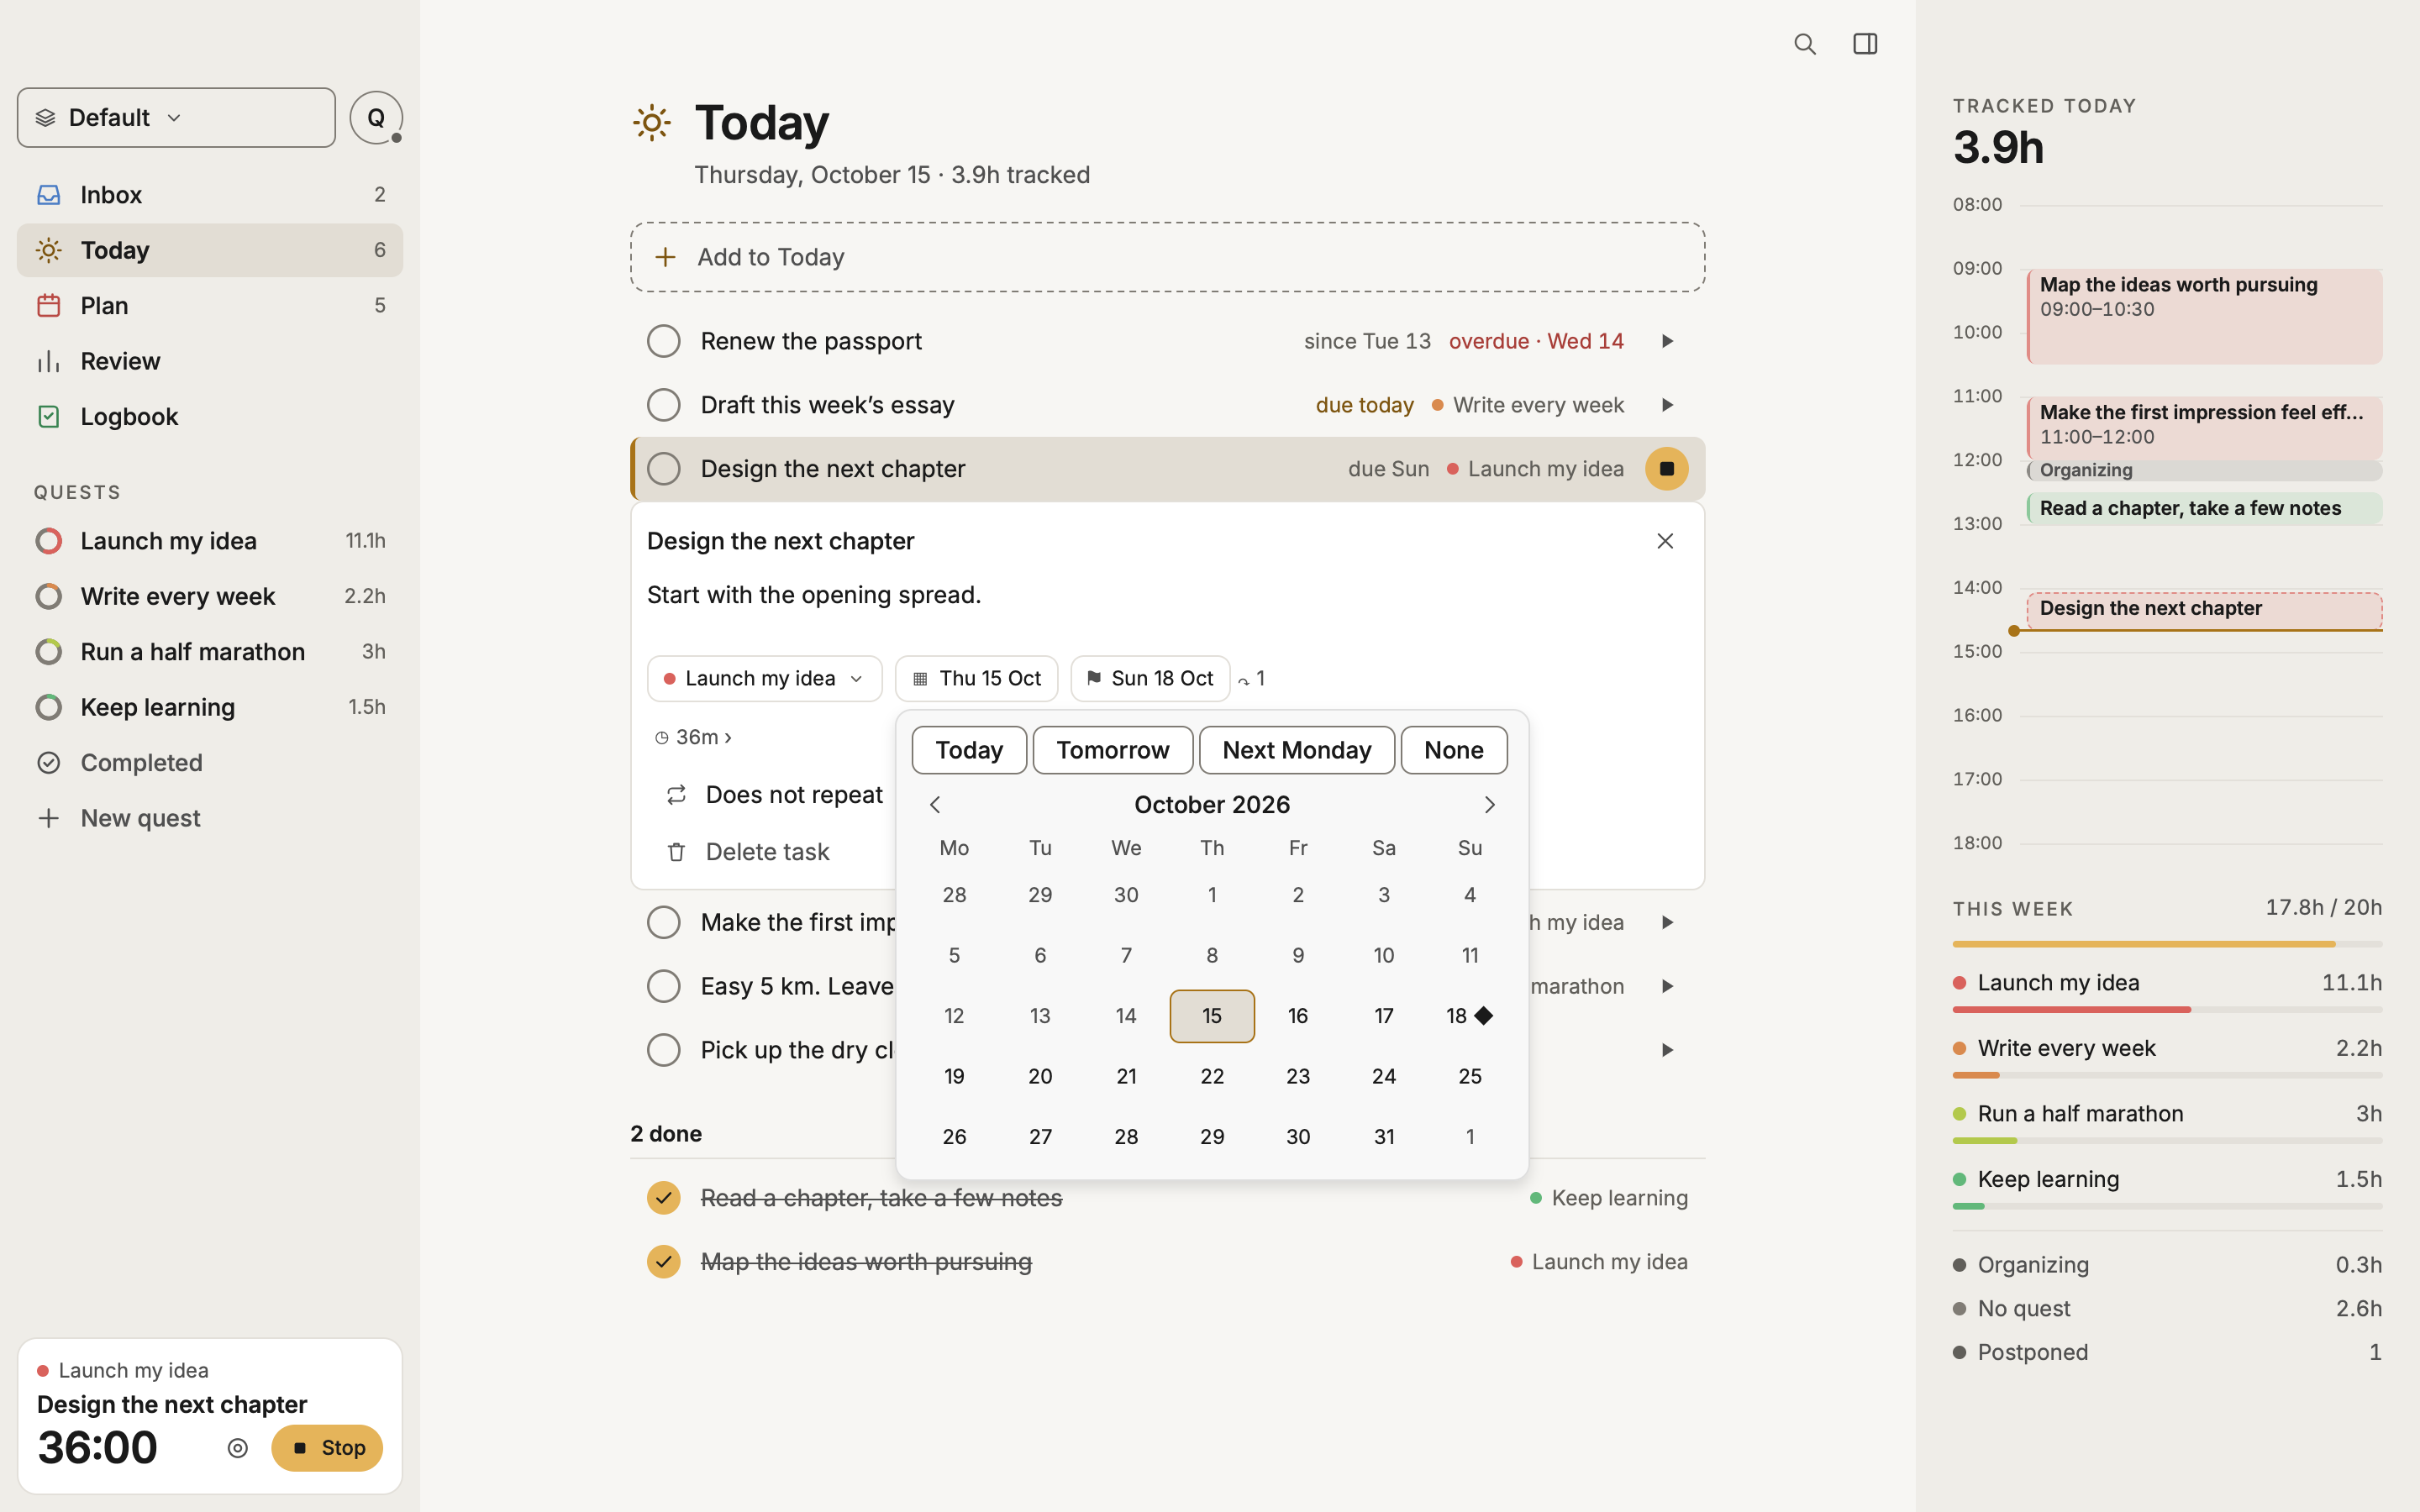 Default
Q
Inbox 2
Today 6
Plan 5
Review
Logbook
QUESTS
Launch my idea 11.1h
Write every week 2.2h
Run a half marathon 3h
Keep learning 1.5h
Completed
New quest
Launch my idea
Design the next chapter
36:00 Stop
Today
Thursday, October 15 · 3.9h tracked
Add to Today
Renew the passport since Tue 13 overdue · Wed 14
Draft this week’s essay due today Write every week
Design the next chapter due Sun Launch my idea
Design the next chapter
Start with the opening spread.
Launch my idea Thu 15 Oct Sun 18 Oct 1
36m ›
Does not repeat
Delete task
Today Tomorrow Next Monday None
October 2026
Mo Tu We Th Fr Sa Su
28 29 30 1 2 3 4
5 6 7 8 9 10 11
12 13 14 15 16 17 18
19 20 21 22 23 24 25
26 27 28 29 30 31 1
Make the first imp h my idea
Easy 5 km. Leave marathon
Pick up the dry cl
2 done
Read a chapter, take a few notes Keep learning
Map the ideas worth pursuing Launch my idea
TRACKED TODAY
3.9h
08:00
09:00
Map the ideas worth pursuing
09:00–10:30
10:00
11:00
Make the first impression feel eff…
11:00–12:00
12:00
Organizing
Read a chapter, take a few notes
13:00
14:00
Design the next chapter
15:00
16:00
17:00
18:00
THIS WEEK 17.8h / 20h
Launch my idea 11.1h
Write every week 2.2h
Run a half marathon 3h
Keep learning 1.5h
Organizing 0.3h
No quest 2.6h
Postponed 1